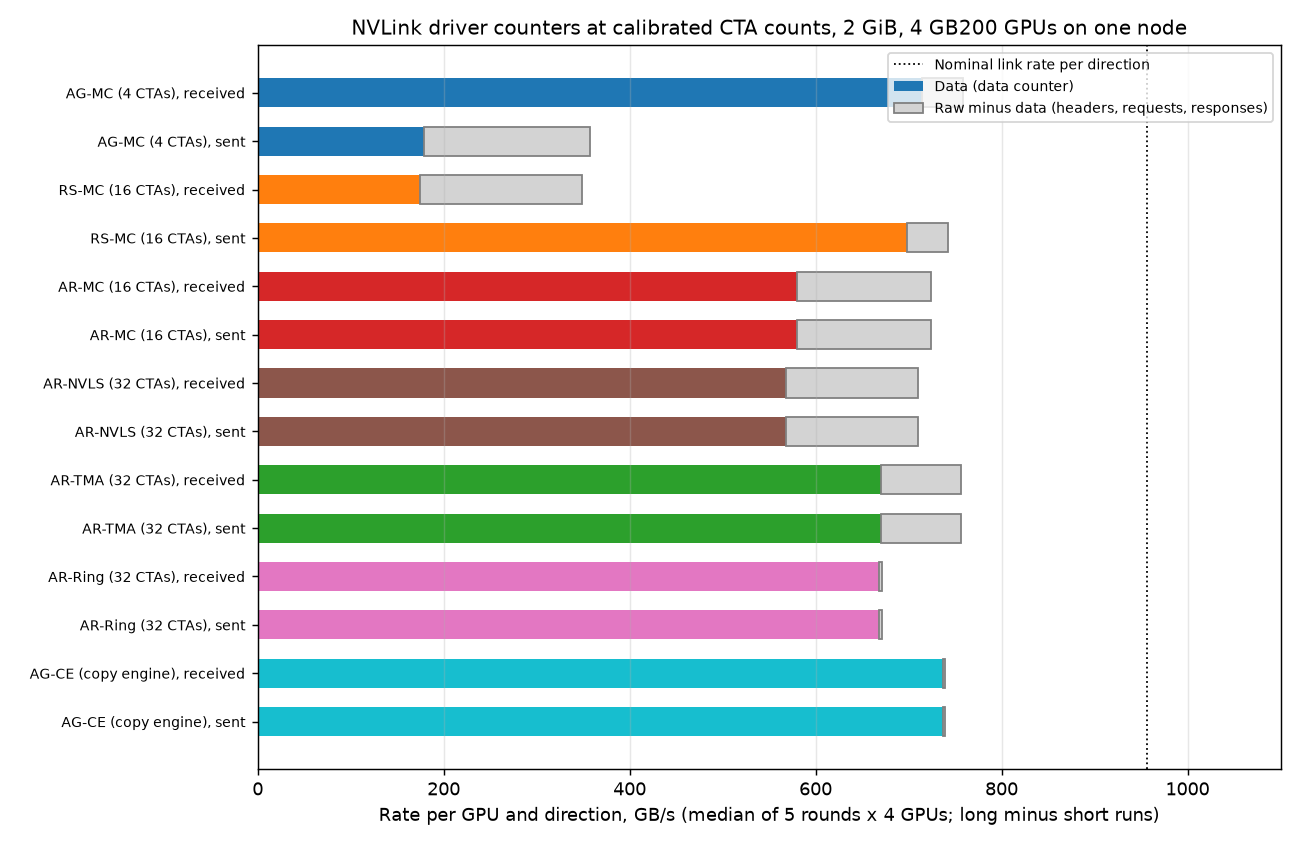 NVLink driver counters at calibrated CTA counts, 2 GiB, 4 GB200 GPUs on one node
Nominal link rate per direction
Data (data counter)
Raw minus data (headers, requests, responses)
AG-MC (4 CTAs), received
AG-MC (4 CTAs), sent
RS-MC (16 CTAs), received
RS-MC (16 CTAs), sent
AR-MC (16 CTAs), received
AR-MC (16 CTAs), sent
AR-NVLS (32 CTAs), received
AR-NVLS (32 CTAs), sent
AR-TMA (32 CTAs), received
AR-TMA (32 CTAs), sent
AR-Ring (32 CTAs), received
AR-Ring (32 CTAs), sent
AG-CE (copy engine), received
AG-CE (copy engine), sent
0 200 400 600 800 1000
Rate per GPU and direction, GB/s (median of 5 rounds x 4 GPUs; long minus short runs)